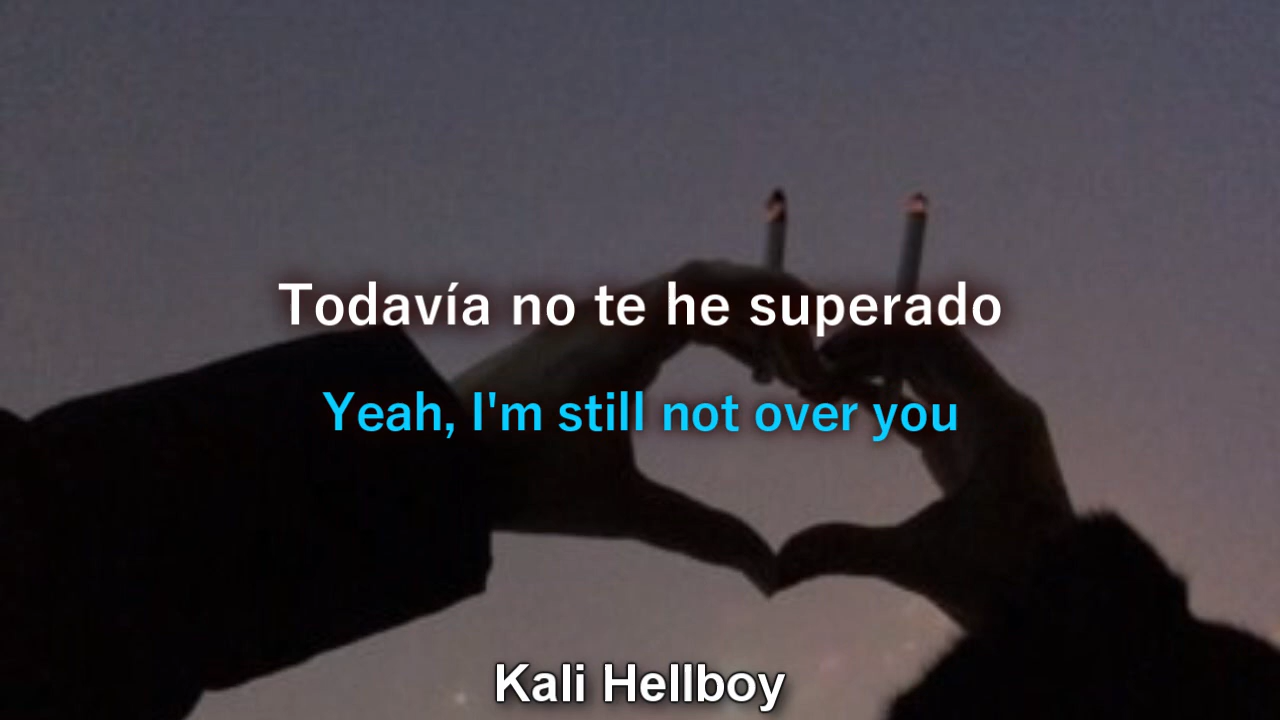 Todavía no te he superado
Yeah, I'm still not over you
Kali Hellboy